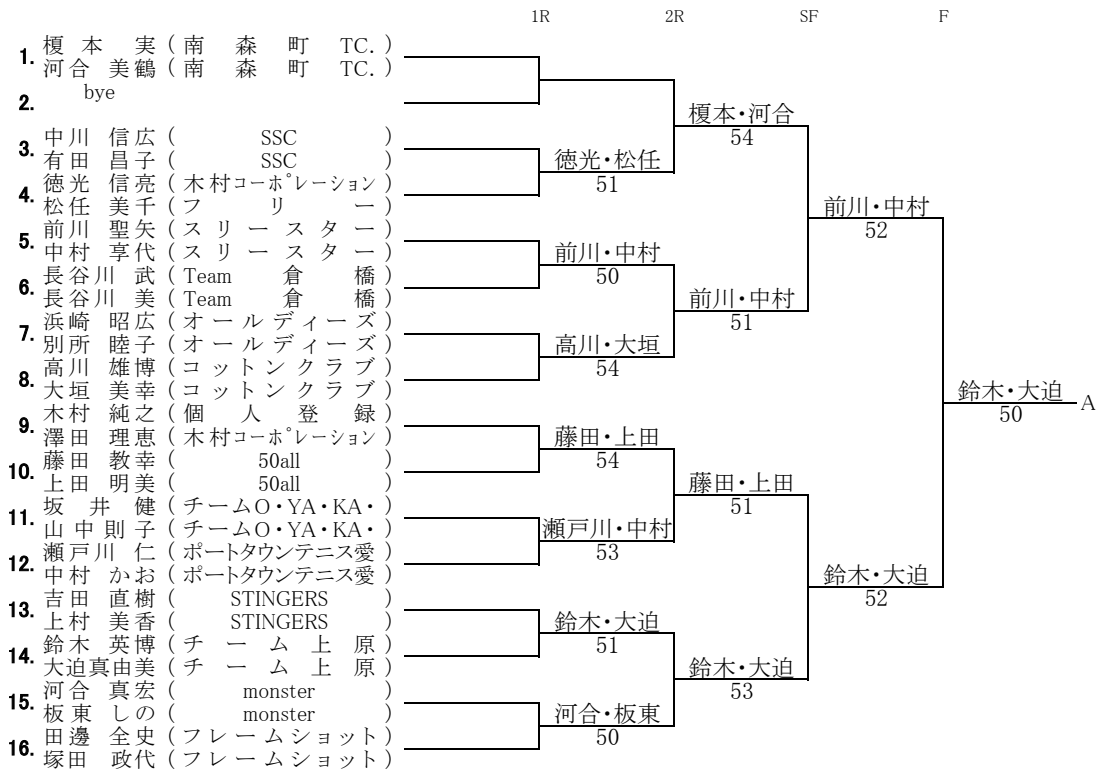 1R 2R SF F
1. 榎本 実 ( 南 森 町 TC. )
河合 美鶴 ( 南 森 町 TC. )
2. bye
3. 中川 信広 ( SSC )
有田 昌子 ( SSC )
4. 徳光 信亮 ( 木村コーポレーション )
松任 美千 ( フ リ ー )
5. 前川 聖矢 ( スリースター )
中村 享代 ( スリースター )
6. 長谷川 武 ( Team 倉 橋 )
長谷川 美 ( Team 倉 橋 )
7. 浜崎 昭広 ( オールディーズ )
別所 睦子 ( オールディーズ )
8. 高川 雄博 ( コットンクラブ )
大垣 美幸 ( コットンクラブ )
9. 木村 純之 ( 個 人 登 録 )
澤田 理恵 ( 木村コーポレーション )
10. 藤田 教幸 ( 50all )
上田 明美 ( 50all )
11. 坂井 健 ( チームO・YA・KA・ )
山中則子 ( チームO・YA・KA・ )
12. 瀬戸川 仁 ( ポートタウンテニス愛 )
中村 かお ( ポートタウンテニス愛 )
13. 吉田 直樹 ( STINGERS )
上村 美香 ( STINGERS )
14. 鈴木 英博 ( チーム上原 )
大迫真由美 ( チーム上原 )
15. 河合 真宏 ( monster )
板東 しの ( monster )
16. 田邊 全史 ( フレームショット )
塚田 政代 ( フレームショット )
徳光・松任
51
前川・中村
50
高川・大垣
54
藤田・上田
54
瀬戸川・中村
53
鈴木・大迫
51
河合・板東
50
榎本・河合
54
前川・中村
51
藤田・上田
51
鈴木・大迫
53
前川・中村
52
鈴木・大迫
52
鈴木・大迫
50
A